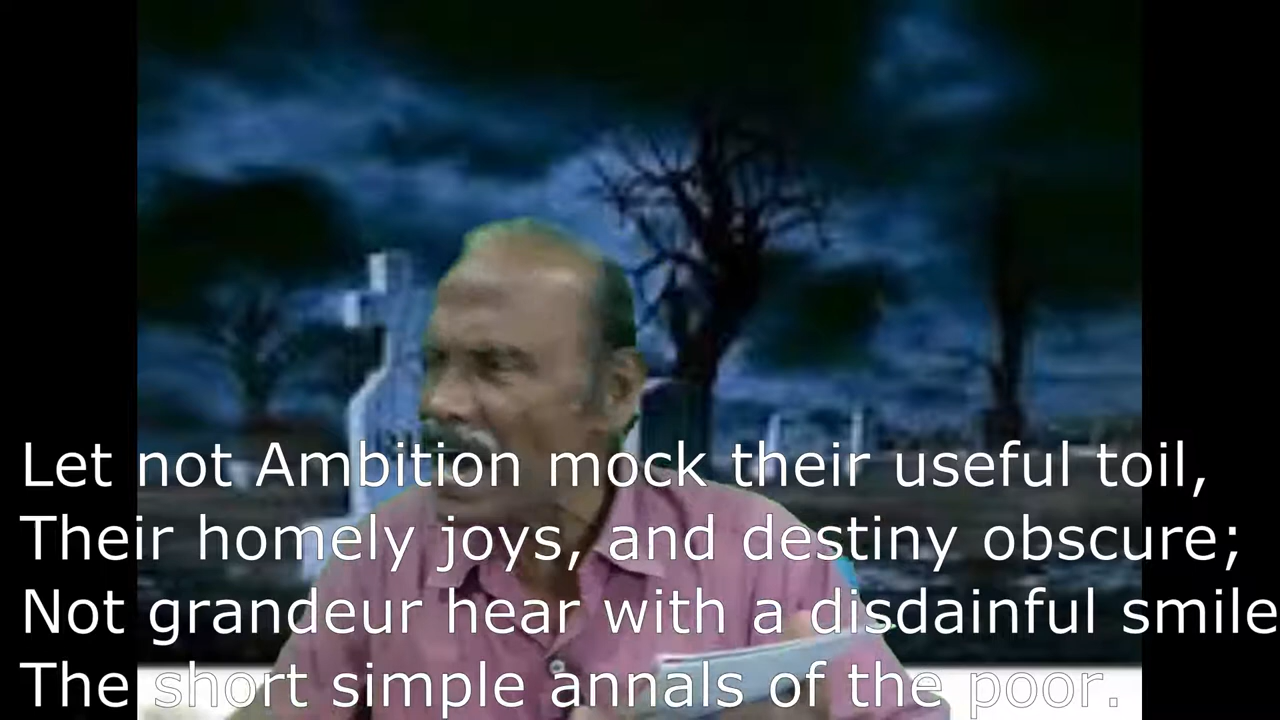 Let not Ambition mock their useful toil,
Their homely joys, and destiny obscure;
Not grandeur hear with a disdainful smile
The short simple annals of the poor.